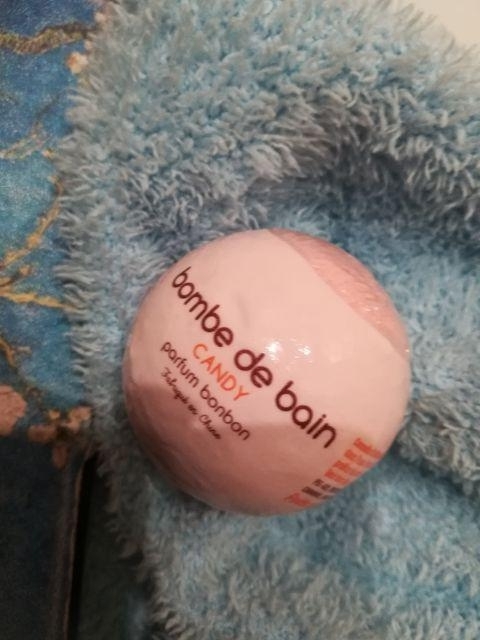 bombe de bain
CANDY
parfum bonbon
Fabriqué en Chine